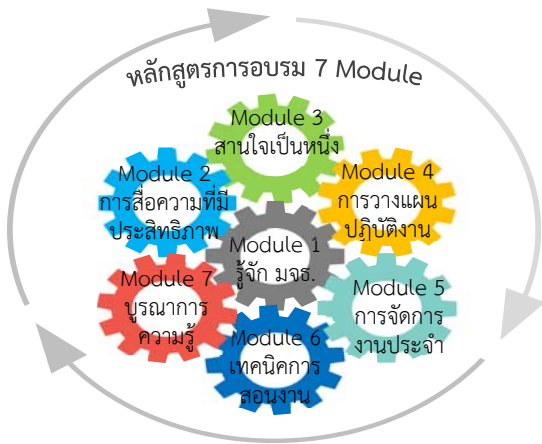 หลักสูตรการอบรม 7 Module
Module 3
สานใจเป็นหนึ่ง
Module 2
การสื่อความที่มี
ประสิทธิภาพ
Module 4
การวางแผน
ปฏิบัติงาน
Module 1
รู้จัก มจธ.
Module 7
บูรณาการ
ความรู้
Module 5
การจัดการ
งานประจำ
Module 6
เทคนิคการ
สอนงาน